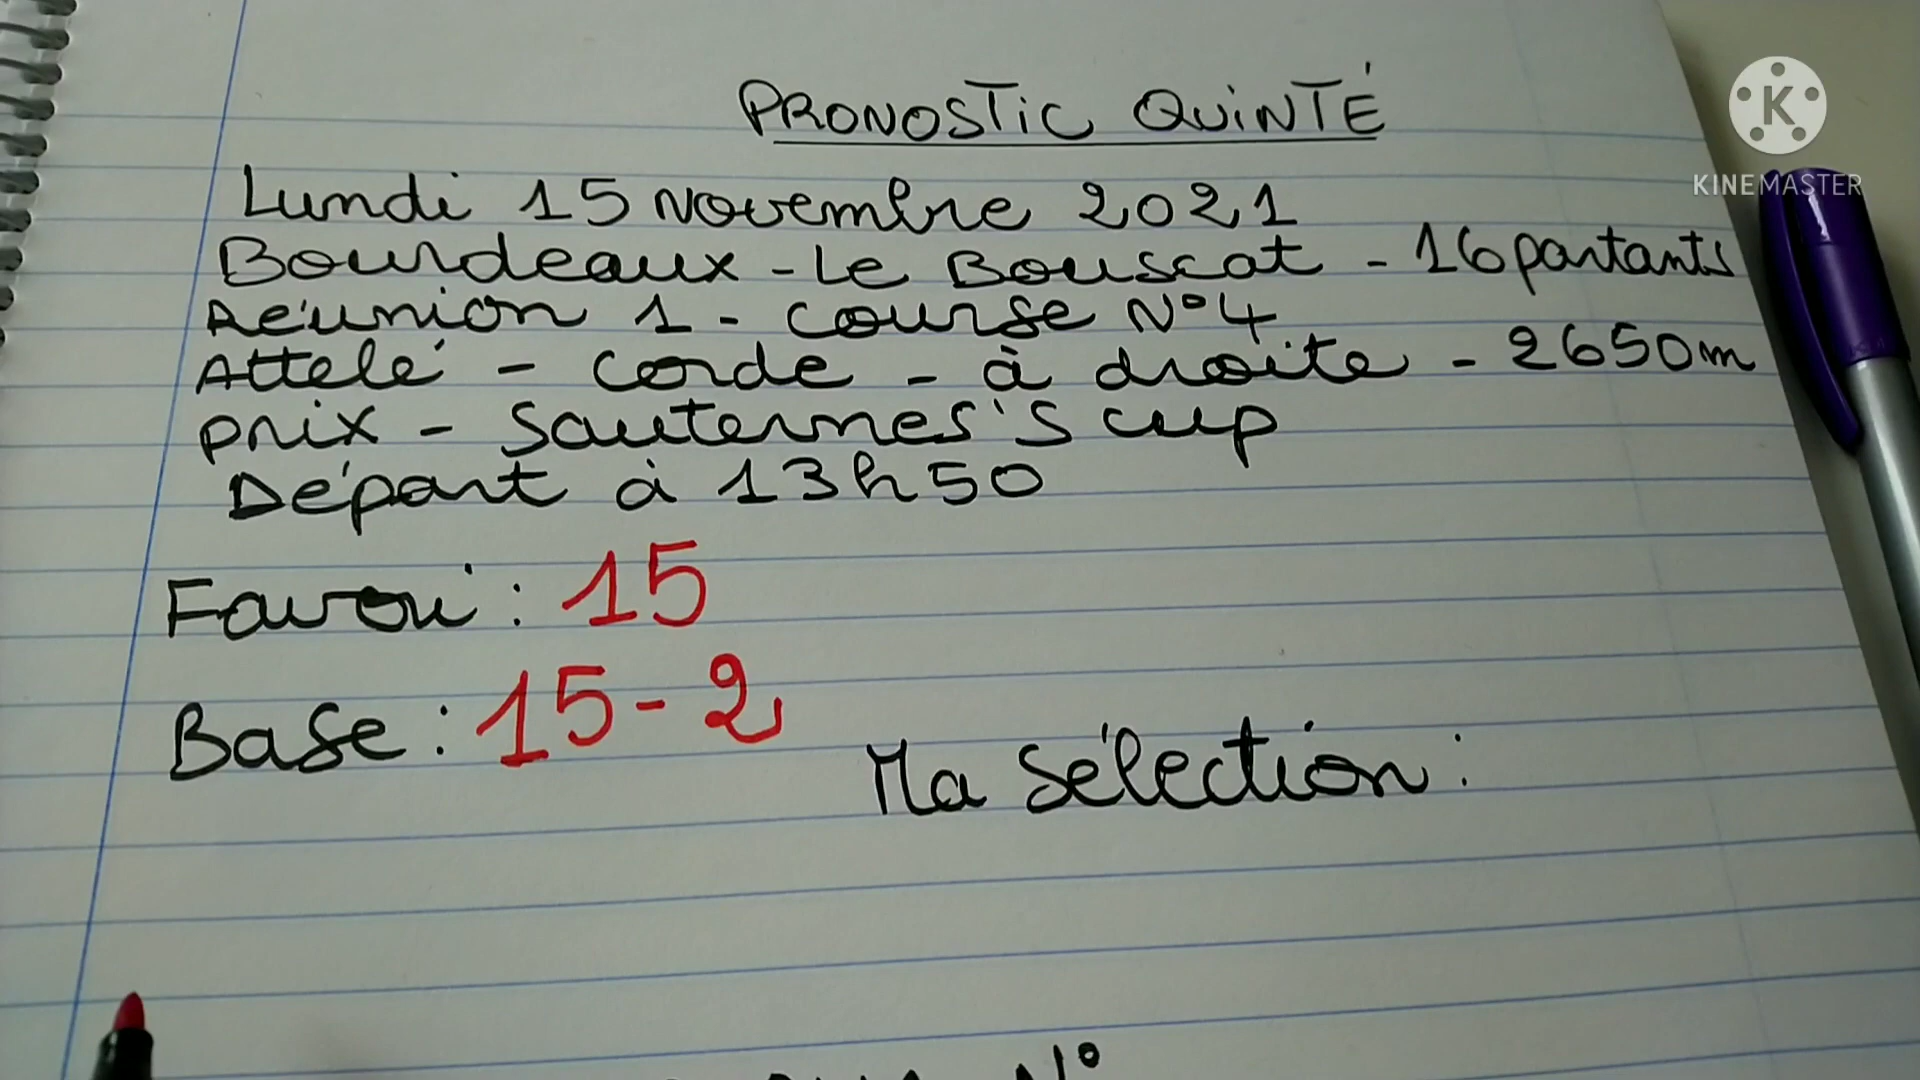 PRONOSTIC QUINTÉ
Lundi 15 Novembre 2021
Bourdeaux - Le Bouscat - 16 partants
Réunion 1 - course N°4
Attelé - corde - à droite - 2650m
prix - Sauternes's cup
Départ à 13h50
Favori : 15
Base : 15 - 2
Ma sélection :
N°
K
KINEMASTER